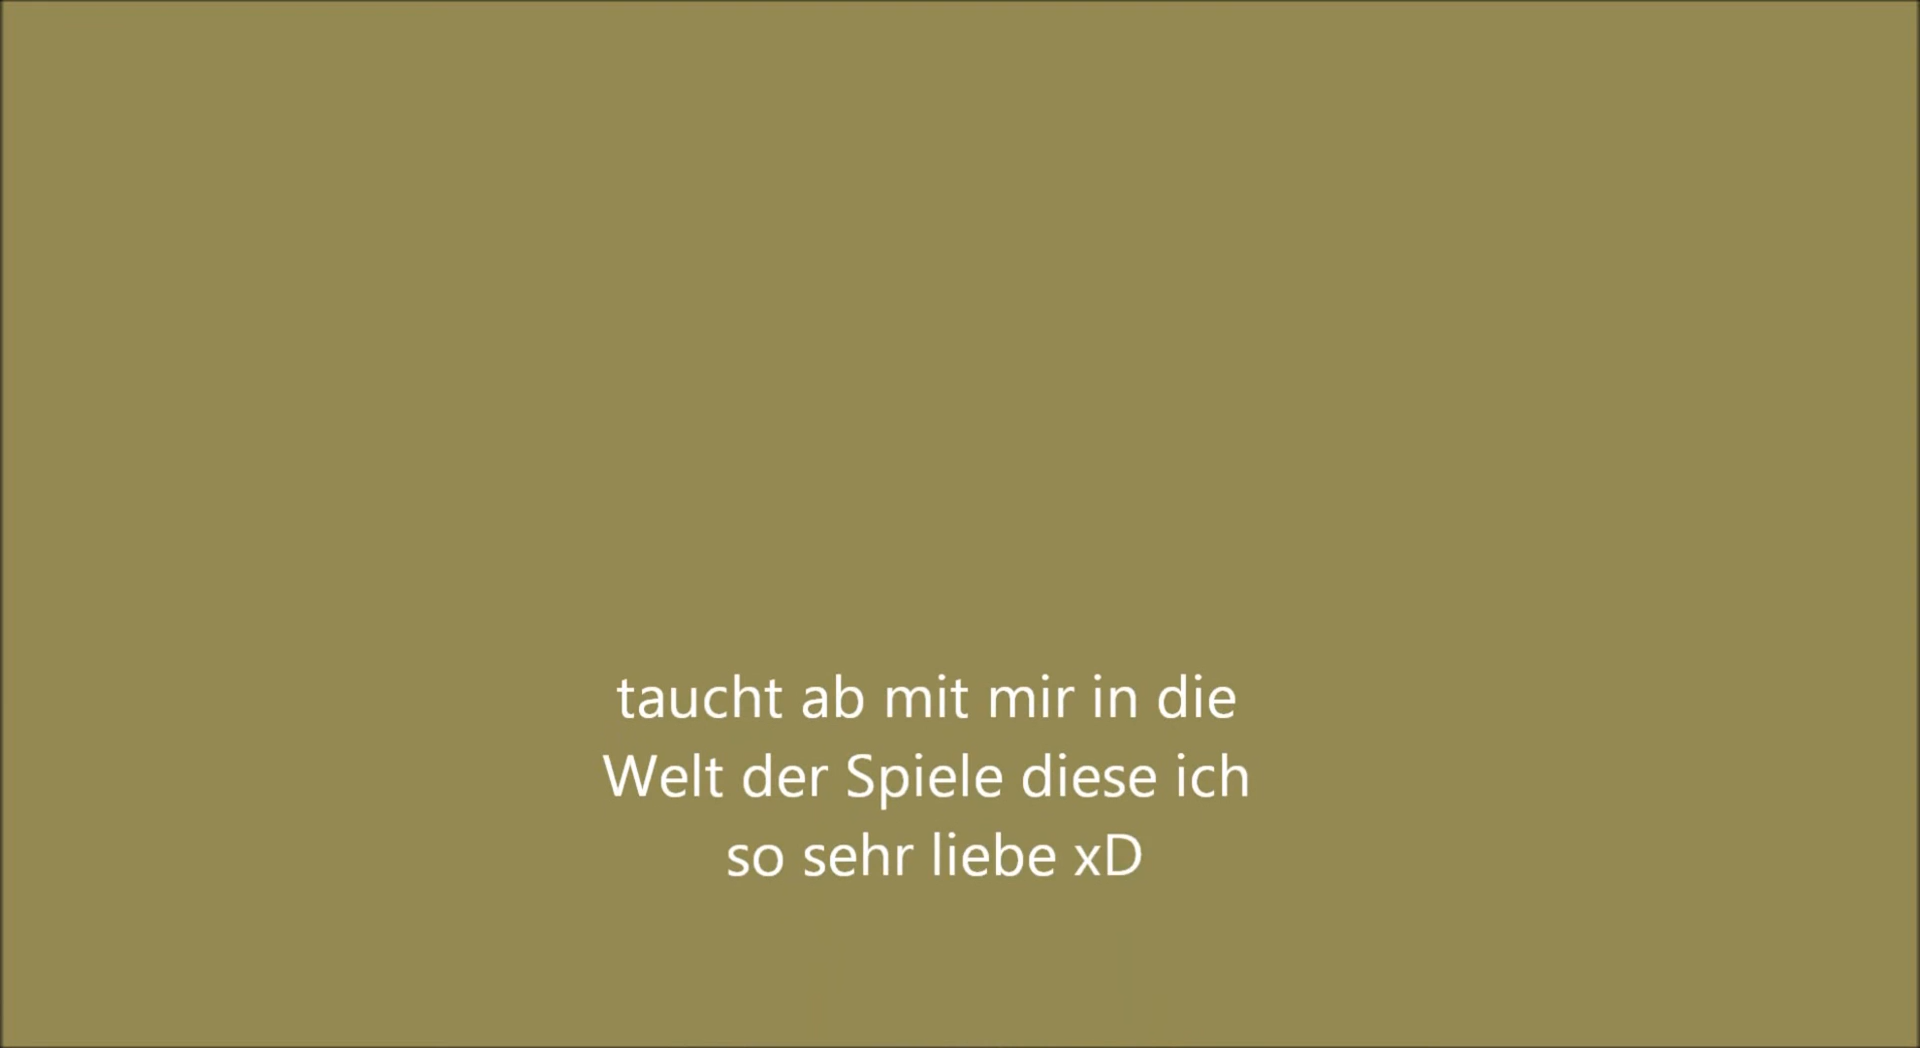 taucht ab mit mir in die
Welt der Spiele diese ich
so sehr liebe xD